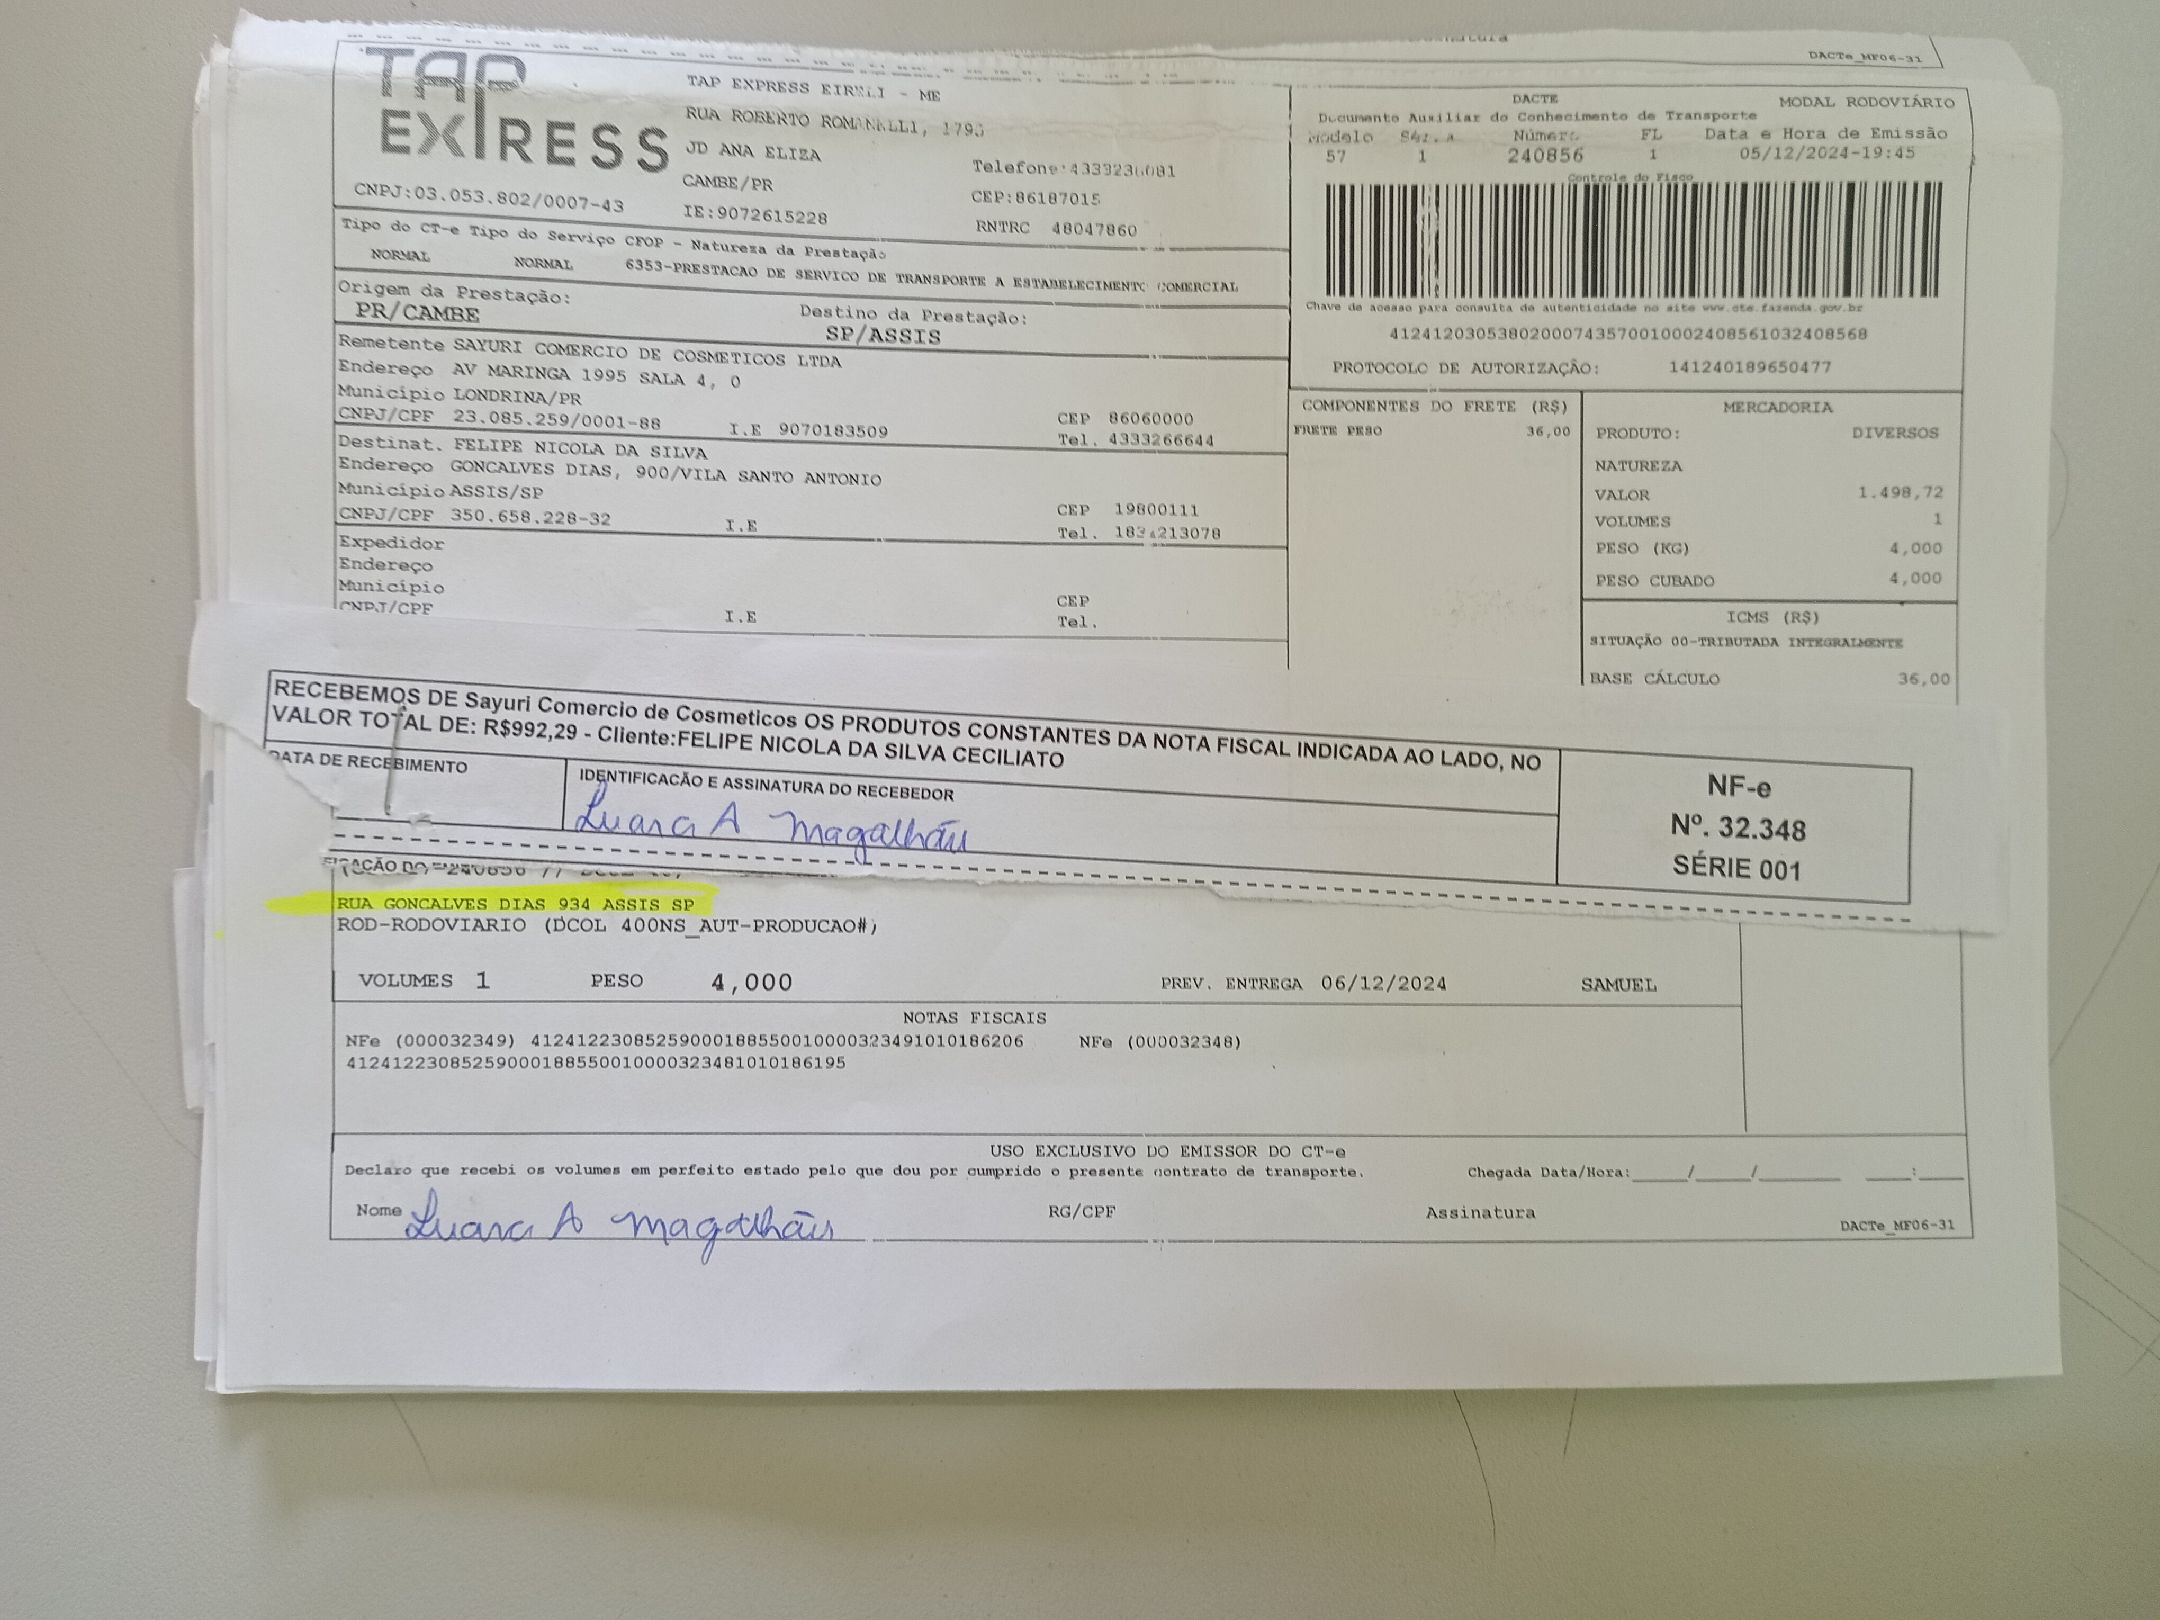 DACTe_MF06-31
TAP EXPRESS
TAP EXPRESS EIRELI - ME
RUA ROBERTO ROMANALLI,
JD ANA ELIZA
CAMBE/PR
Telefone:
CNPJ:03.053.802/0007-43
IE:9072615228
CEP:86187015
RNTRC 48047860
DACTE
MODAL RODOVIÁRIO
Documento Auxiliar do Conhecimento de Transporte
Modelo Série Número FL Data e Hora de Emissão
57 1 240856 1 05/12/2024-19:45
Controle do Fisco
Chave de acesso para consulta de autenticidade no site www.cte.fazenda.gov.br
41241203053802000743570010002408561032408568
PROTOCOLO DE AUTORIZAÇÃO: 141240189650477
Tipo do CT-e Tipo do Serviço CFOP - Natureza da Prestação
NORMAL NORMAL 6353-PRESTACAO DE SERVICO DE TRANSPORTE A ESTABELECIMENTO COMERCIAL
Origem da Prestação: Destino da Prestação:
PR/CAMBE SP/ASSIS
Remetente SAYURI COMERCIO DE COSMETICOS LTDA
Endereço AV MARINGA 1995 SALA 4, 0
Município LONDRINA/PR CEP 86060000
CNPJ/CPF 23.085.259/0001-88 I.E 9070183509 Tel. 4333266644
Destinat. FELIPE NICOLA DA SILVA
Endereço GONCALVES DIAS, 900/VILA SANTO ANTONIO
Município ASSIS/SP CEP 19800111
CNPJ/CPF 350.658.228-32 I.E Tel.
Expedidor
Endereço
Município CEP
CNPJ/CPF I.E Tel.
COMPONENTES DO FRETE (R$)
FRETE PESO 36,00
MERCADORIA
PRODUTO: DIVERSOS
NATUREZA
VALOR 1.498,72
VOLUMES 1
PESO (KG) 4,000
PESO CUBADO 4,000
ICMS (R$)
SITUAÇÃO 00-TRIBUTADA INTEGRALMENTE
BASE CÁLCULO 36,00
RECEBEMOS DE Sayuri Comercio de Cosmeticos OS PRODUTOS CONSTANTES DA NOTA FISCAL INDICADA AO LADO, NO
VALOR TOTAL DE: R$992,29 - Cliente:FELIPE NICOLA DA SILVA CECILIATO
DATA DE RECEBIMENTO
IDENTIFICAÇÃO E ASSINATURA DO RECEBEDOR
Luana A Magalhães
NF-e
Nº. 32.348
SÉRIE 001
RUA GONCALVES DIAS 934 ASSIS SP
ROD-RODOVIARIO (DCOL 400NS_AUT-PRODUCAO#)
VOLUMES 1 PESO 4,000 PREV. ENTREGA 06/12/2024 SAMUEL
NOTAS FISCAIS
NFe (000032349) 41241223085259000188550010000323491010186206 NFe (000032348)
41241223085259000188550010000323481010186195
USO EXCLUSIVO DO EMISSOR DO CT-e
Declaro que recebi os volumes em perfeito estado pelo que dou por cumprido o presente contrato de transporte. Chegada Data/Hora:____/____/______ ___:___
Nome Luana A Magalhães RG/CPF Assinatura
DACTe_MF06-31